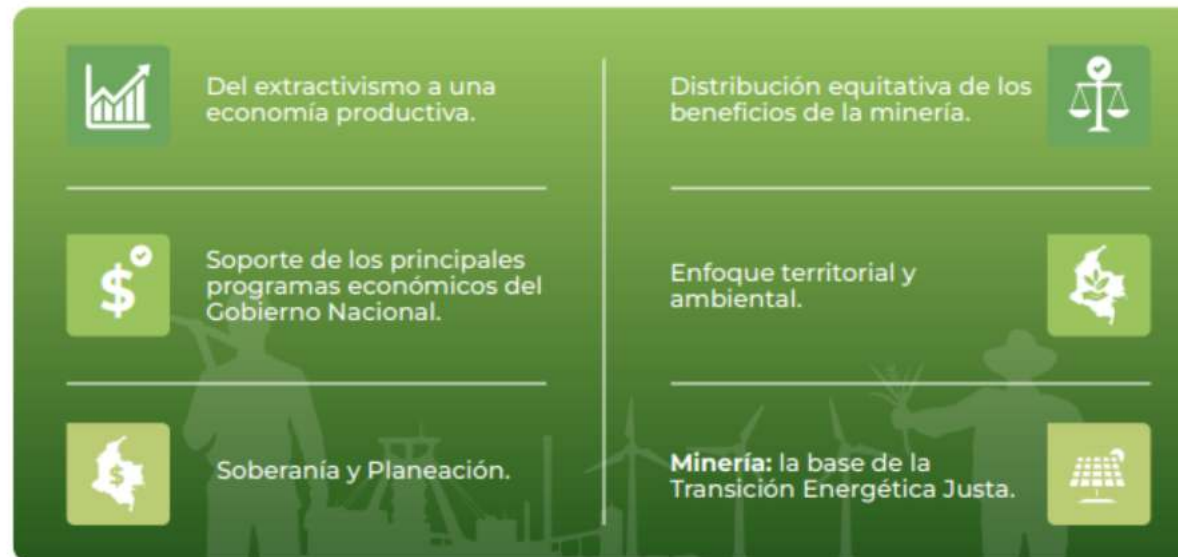 Del extractivismo a una
economía productiva.
Soporte de los principales
programas económicos del
Gobierno Nacional.
Soberanía y Planeación.
Distribución equitativa de los
beneficios de la minería.
Enfoque territorial y
ambiental.
Minería: la base de la
Transición Energética Justa.